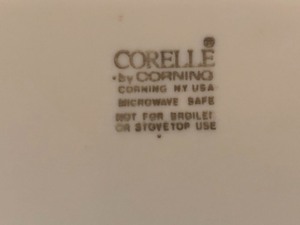 CORELLE®
by CORNING
CORNING NY USA
MICROWAVE SAFE
NOT FOR BROILER
OR STOVETOP USE